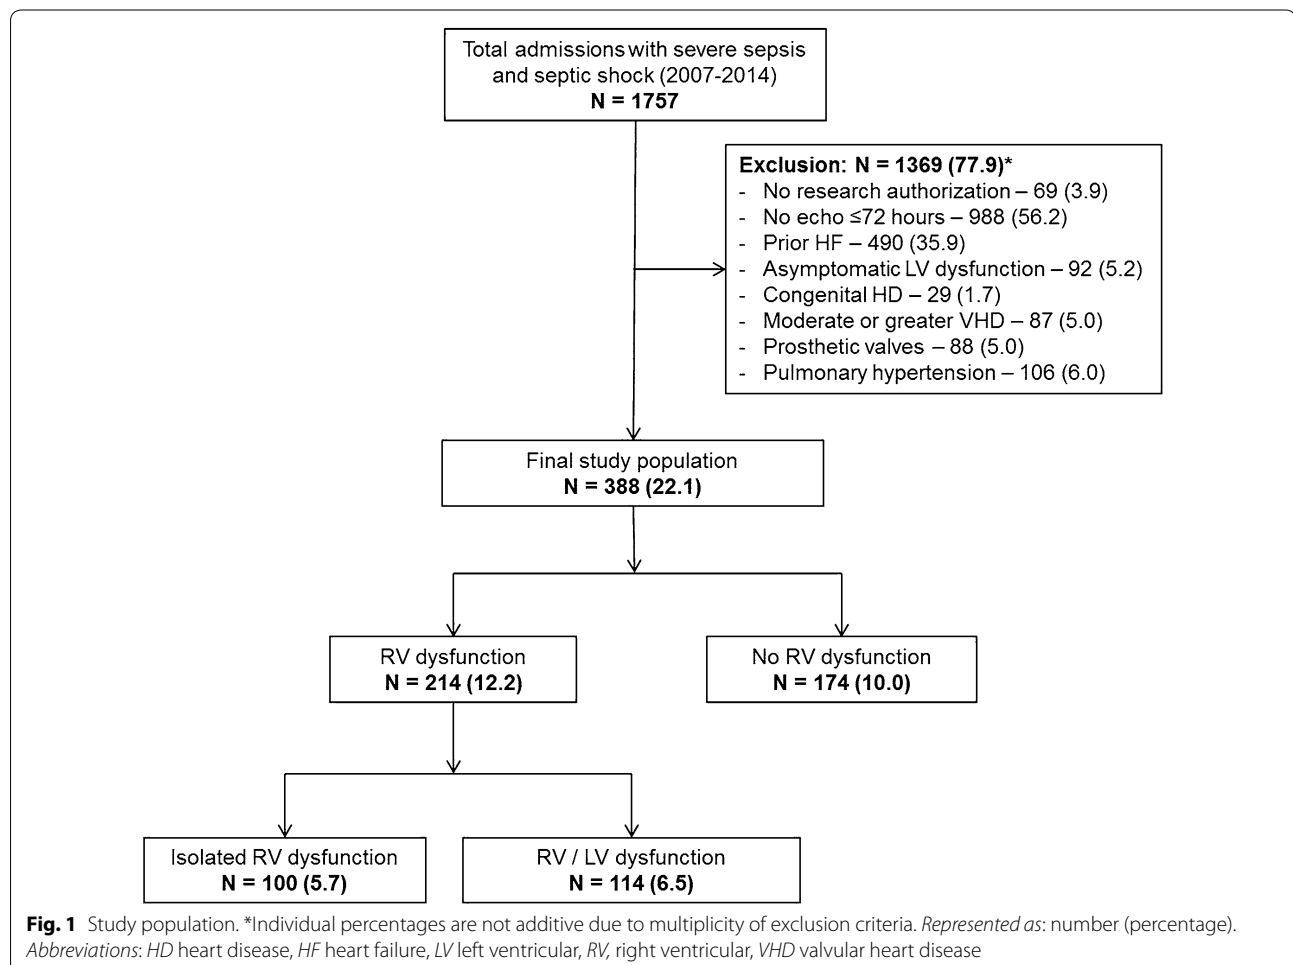 Total admissions with severe sepsis
and septic shock (2007-2014)
N = 1757
Exclusion: N = 1369 (77.9)*
- No research authorization – 69 (3.9)
- No echo ≤72 hours – 988 (56.2)
- Prior HF – 490 (35.9)
- Asymptomatic LV dysfunction – 92 (5.2)
- Congenital HD – 29 (1.7)
- Moderate or greater VHD – 87 (5.0)
- Prosthetic valves – 88 (5.0)
- Pulmonary hypertension – 106 (6.0)
Final study population
N = 388 (22.1)
RV dysfunction
N = 214 (12.2)
No RV dysfunction
N = 174 (10.0)
Isolated RV dysfunction
N = 100 (5.7)
RV / LV dysfunction
N = 114 (6.5)
Fig. 1 Study population. *Individual percentages are not additive due to multiplicity of exclusion criteria. Represented as: number (percentage).
Abbreviations: HD heart disease, HF heart failure, LV left ventricular, RV, right ventricular, VHD valvular heart disease